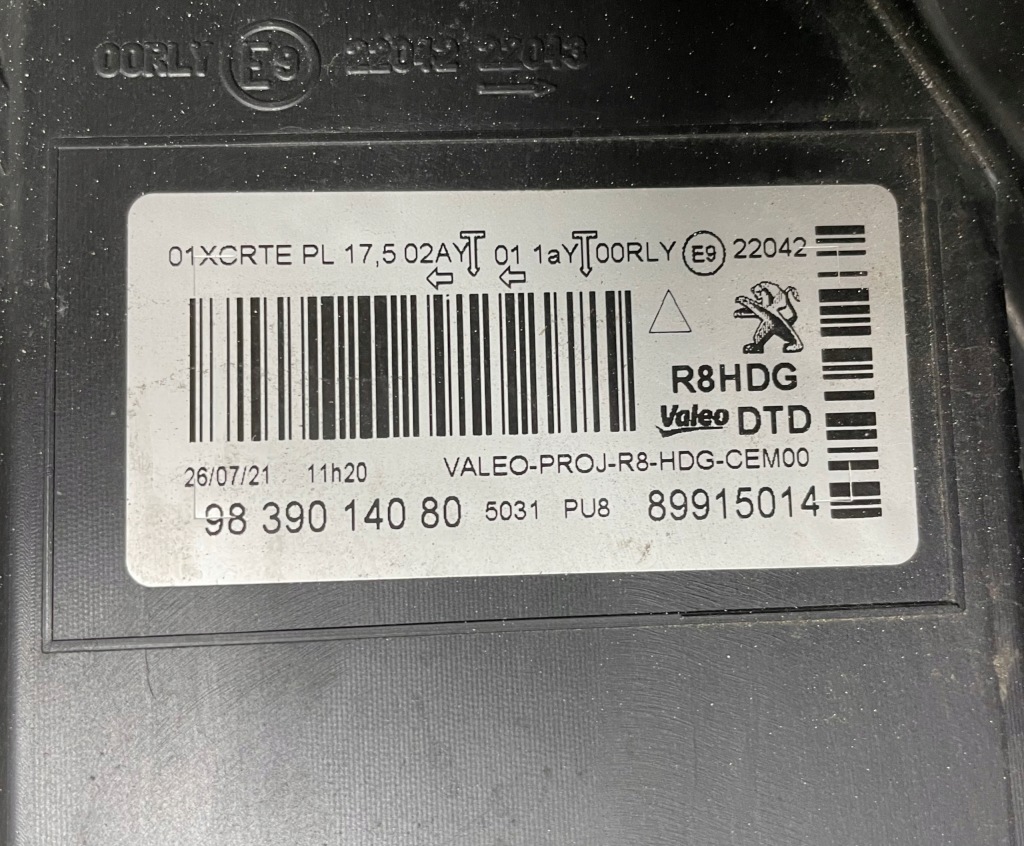 00RLY E9 22042 22043
01XCRTE PL 17,5 02AY 01 1aY 00RLY E9 22042
R8HDG
Valeo DTD
26/07/21 11h20 VALEO-PROJ-R8-HDG-CEM00
98 390 140 80 5031 PU8 89915014